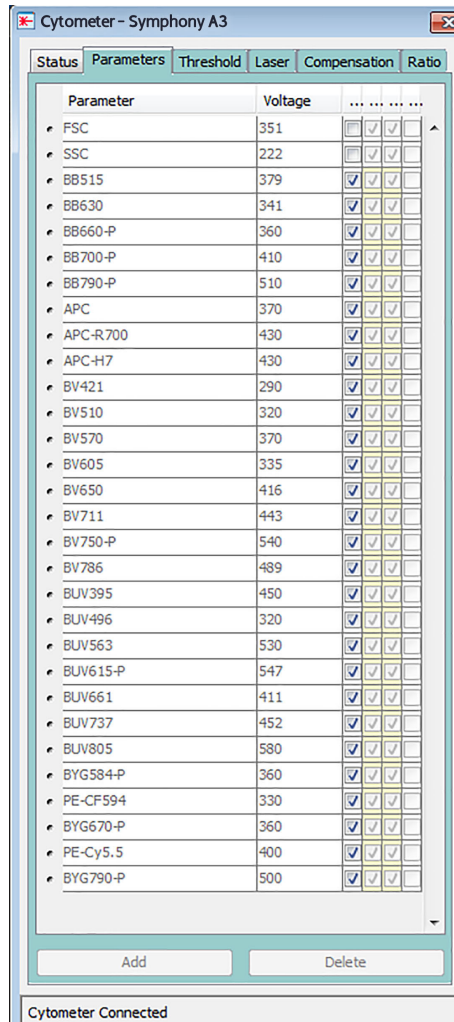 Cytometer - Symphony A3
Status Parameters Threshold Laser Compensation Ratio
Parameter Voltage ... ... ... ...
FSC 351
SSC 222
BB515 379
BB630 341
BB660-P 360
BB700-P 410
BB790-P 510
APC 370
APC-R700 430
APC-H7 430
BV421 290
BV510 320
BV570 370
BV605 335
BV650 416
BV711 443
BV750-P 540
BV786 489
BUV395 450
BUV496 320
BUV563 530
BUV615-P 547
BUV661 411
BUV737 452
BUV805 580
BYG584-P 360
PE-CF594 330
BYG670-P 360
PE-Cy5.5 400
BYG790-P 500
Add Delete
Cytometer Connected